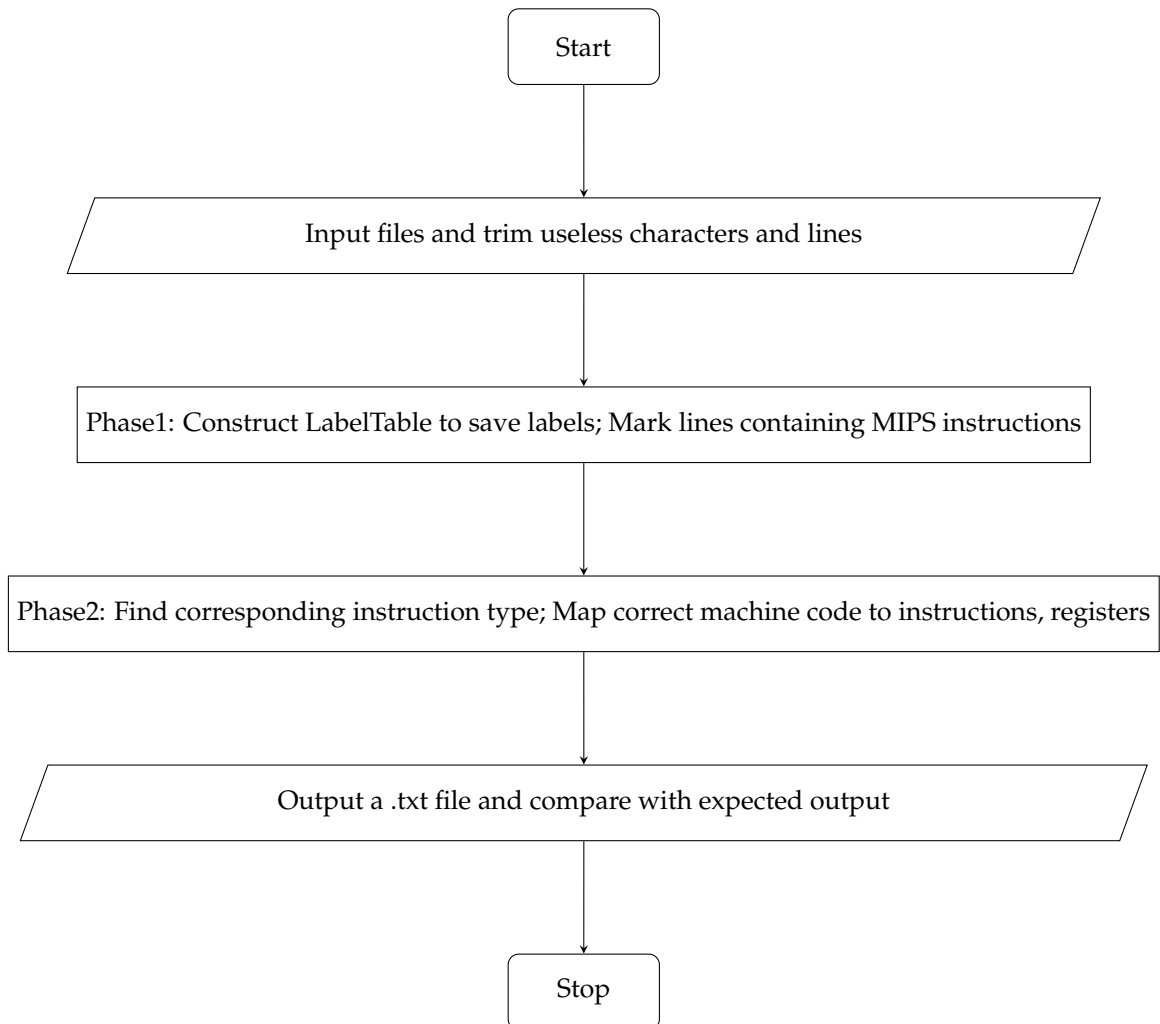 Start
Input files and trim useless characters and lines
Phase1: Construct LabelTable to save labels; Mark lines containing MIPS instructions
Phase2: Find corresponding instruction type; Map correct machine code to instructions, registers
Output a .txt file and compare with expected output
Stop